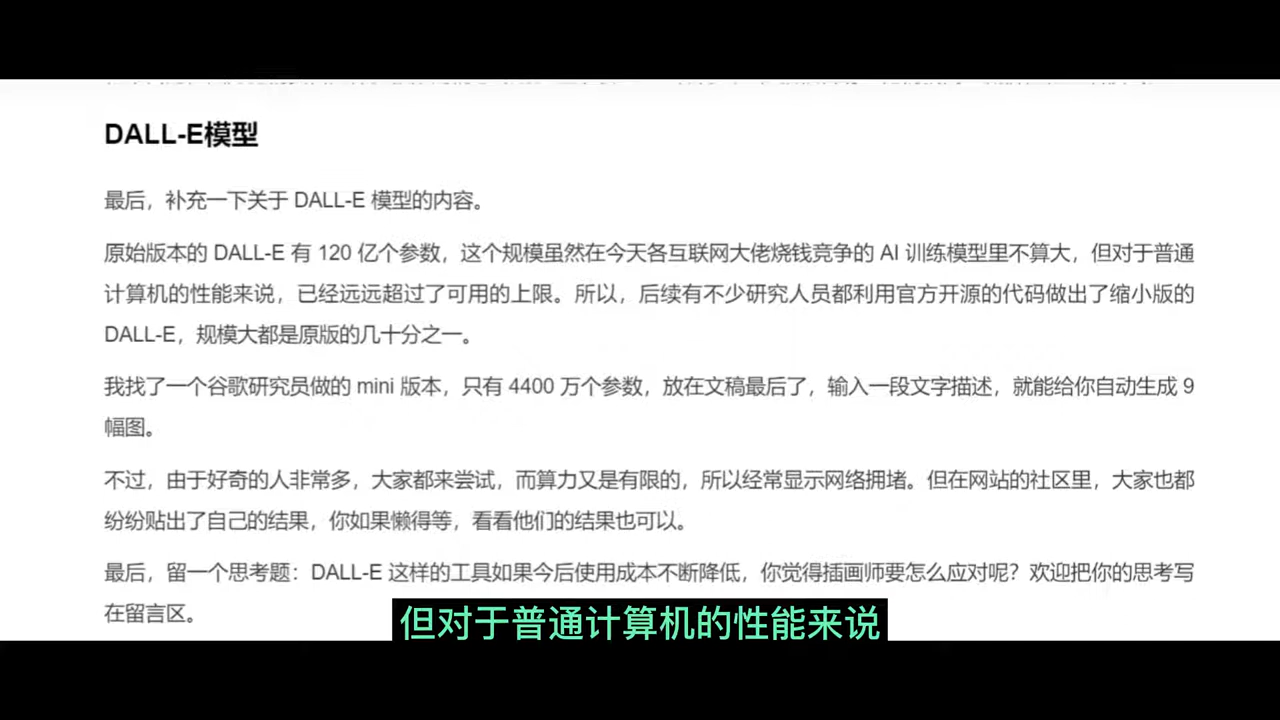 DALL-E模型
最后，补充一下关于 DALL-E 模型的内容。
原始版本的 DALL-E 有 120 亿个参数，这个规模虽然在今天各互联网大佬烧钱竞争的 AI 训练模型里不算大，但对于普通
计算机的性能来说，已经远远超过了可用的上限。所以，后续有不少研究人员都利用官方开源的代码做出了缩小版的
DALL-E，规模大都是原版的几十分之一。
我找了一个谷歌研究员做的 mini 版本，只有 4400 万个参数，放在文稿最后了，输入一段文字描述，就能给你自动生成 9
幅图。
不过，由于好奇的人非常多，大家都来尝试，而算力又是有限的，所以经常显示网络拥堵。但在网站的社区里，大家也都
纷纷贴出了自己的结果，你如果懒得等，看看他们的结果也可以。
最后，留一个思考题：DALL-E 这样的工具如果今后使用成本不断降低，你觉得插画师要怎么应对呢？欢迎把你的思考写
在留言区。
但对于普通计算机的性能来说